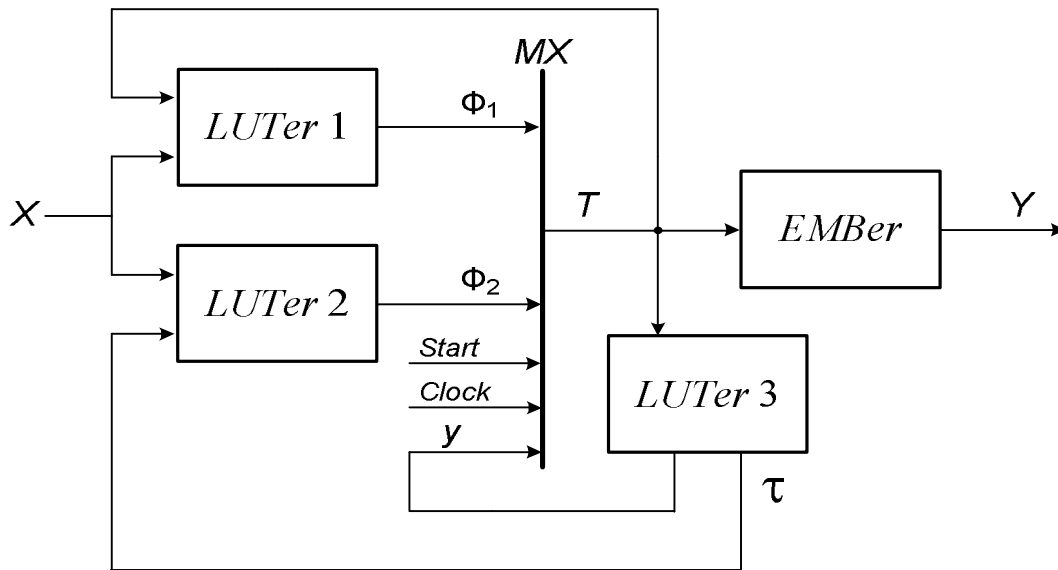 MX
LUTer 1
Φ1
X
T
EMBer
Y
LUTer 2
Φ2
Start
Clock
y
LUTer 3
τ